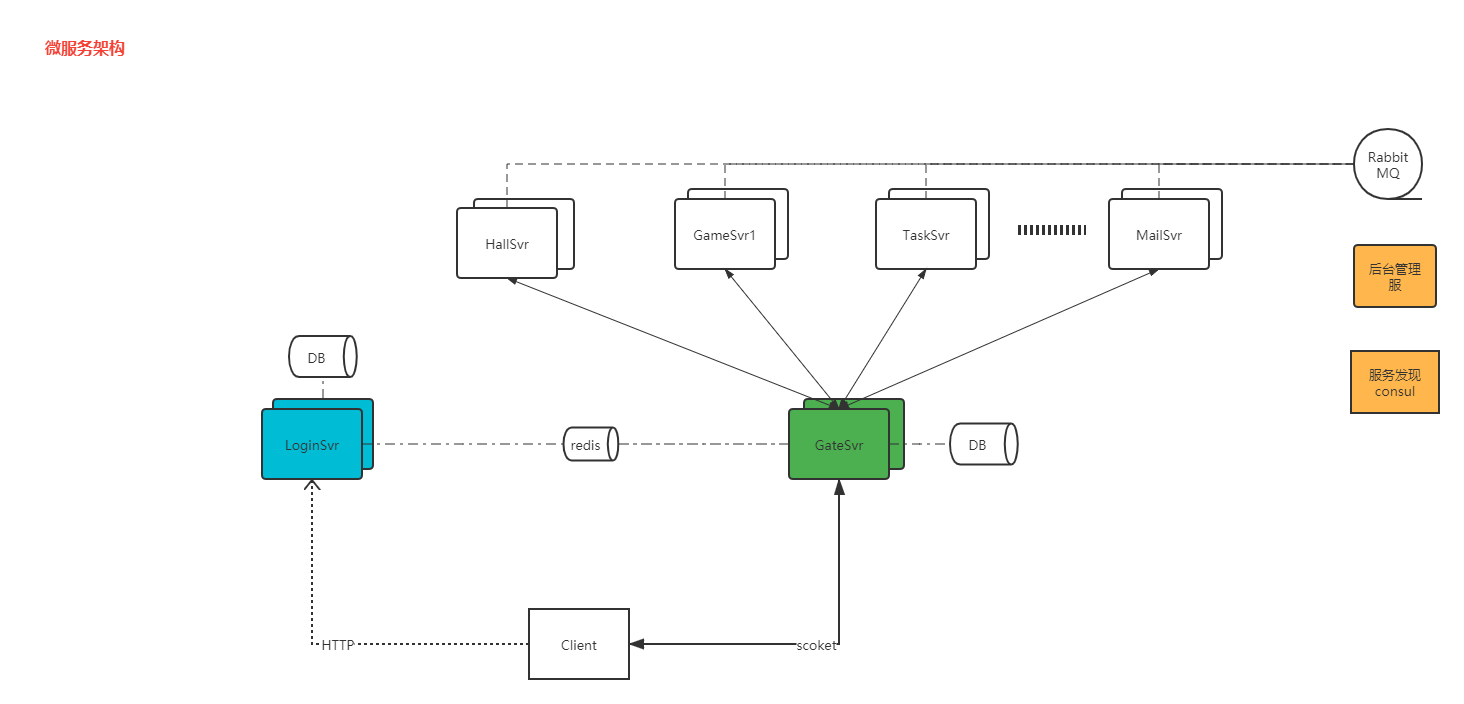 微服务架构
Rabbit
MQ
HallSvr
GameSvr1
TaskSvr
MailSvr
后台管理
服
DB
服务发现
consul
LoginSvr
redis
GateSvr
DB
HTTP
Client
scoket